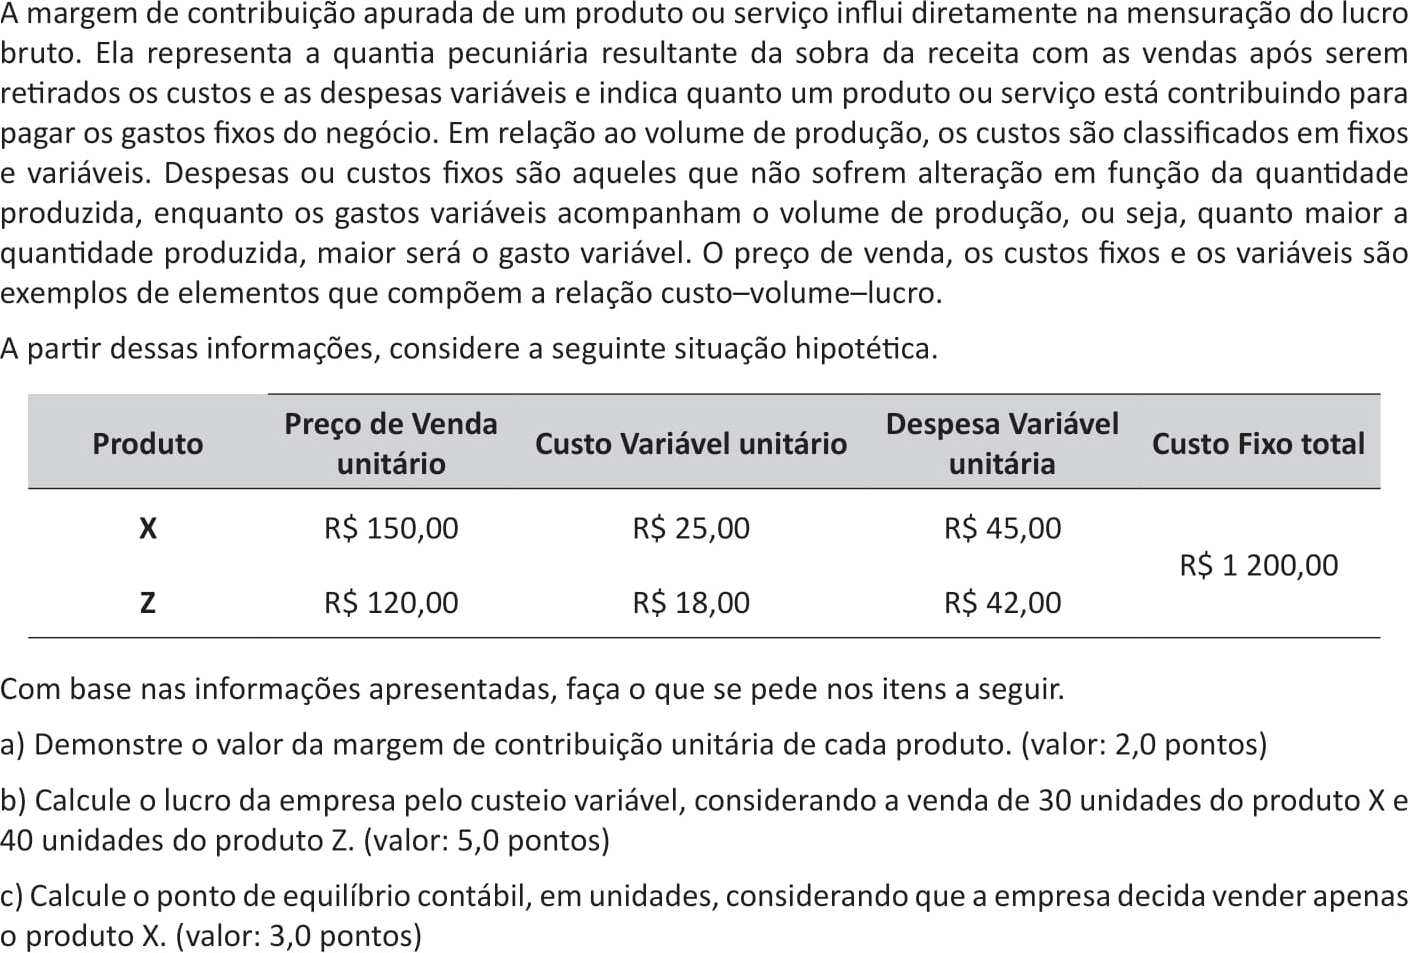 A margem de contribuição apurada de um produto ou serviço influi diretamente na mensuração do lucro
bruto. Ela representa a quantia pecuniária resultante da sobra da receita com as vendas após serem
retirados os custos e as despesas variáveis e indica quanto um produto ou serviço está contribuindo para
pagar os gastos fixos do negócio. Em relação ao volume de produção, os custos são classificados em fixos
e variáveis. Despesas ou custos fixos são aqueles que não sofrem alteração em função da quantidade
produzida, enquanto os gastos variáveis acompanham o volume de produção, ou seja, quanto maior a
quantidade produzida, maior será o gasto variável. O preço de venda, os custos fixos e os variáveis são
exemplos de elementos que compõem a relação custo–volume–lucro.
A partir dessas informações, considere a seguinte situação hipotética.
Produto Preço de Venda unitário Custo Variável unitário Despesa Variável unitária Custo Fixo total
X R$ 150,00 R$ 25,00 R$ 45,00
R$ 1 200,00
Z R$ 120,00 R$ 18,00 R$ 42,00
Com base nas informações apresentadas, faça o que se pede nos itens a seguir.
a) Demonstre o valor da margem de contribuição unitária de cada produto. (valor: 2,0 pontos)
b) Calcule o lucro da empresa pelo custeio variável, considerando a venda de 30 unidades do produto X e
40 unidades do produto Z. (valor: 5,0 pontos)
c) Calcule o ponto de equilíbrio contábil, em unidades, considerando que a empresa decida vender apenas
o produto X. (valor: 3,0 pontos)